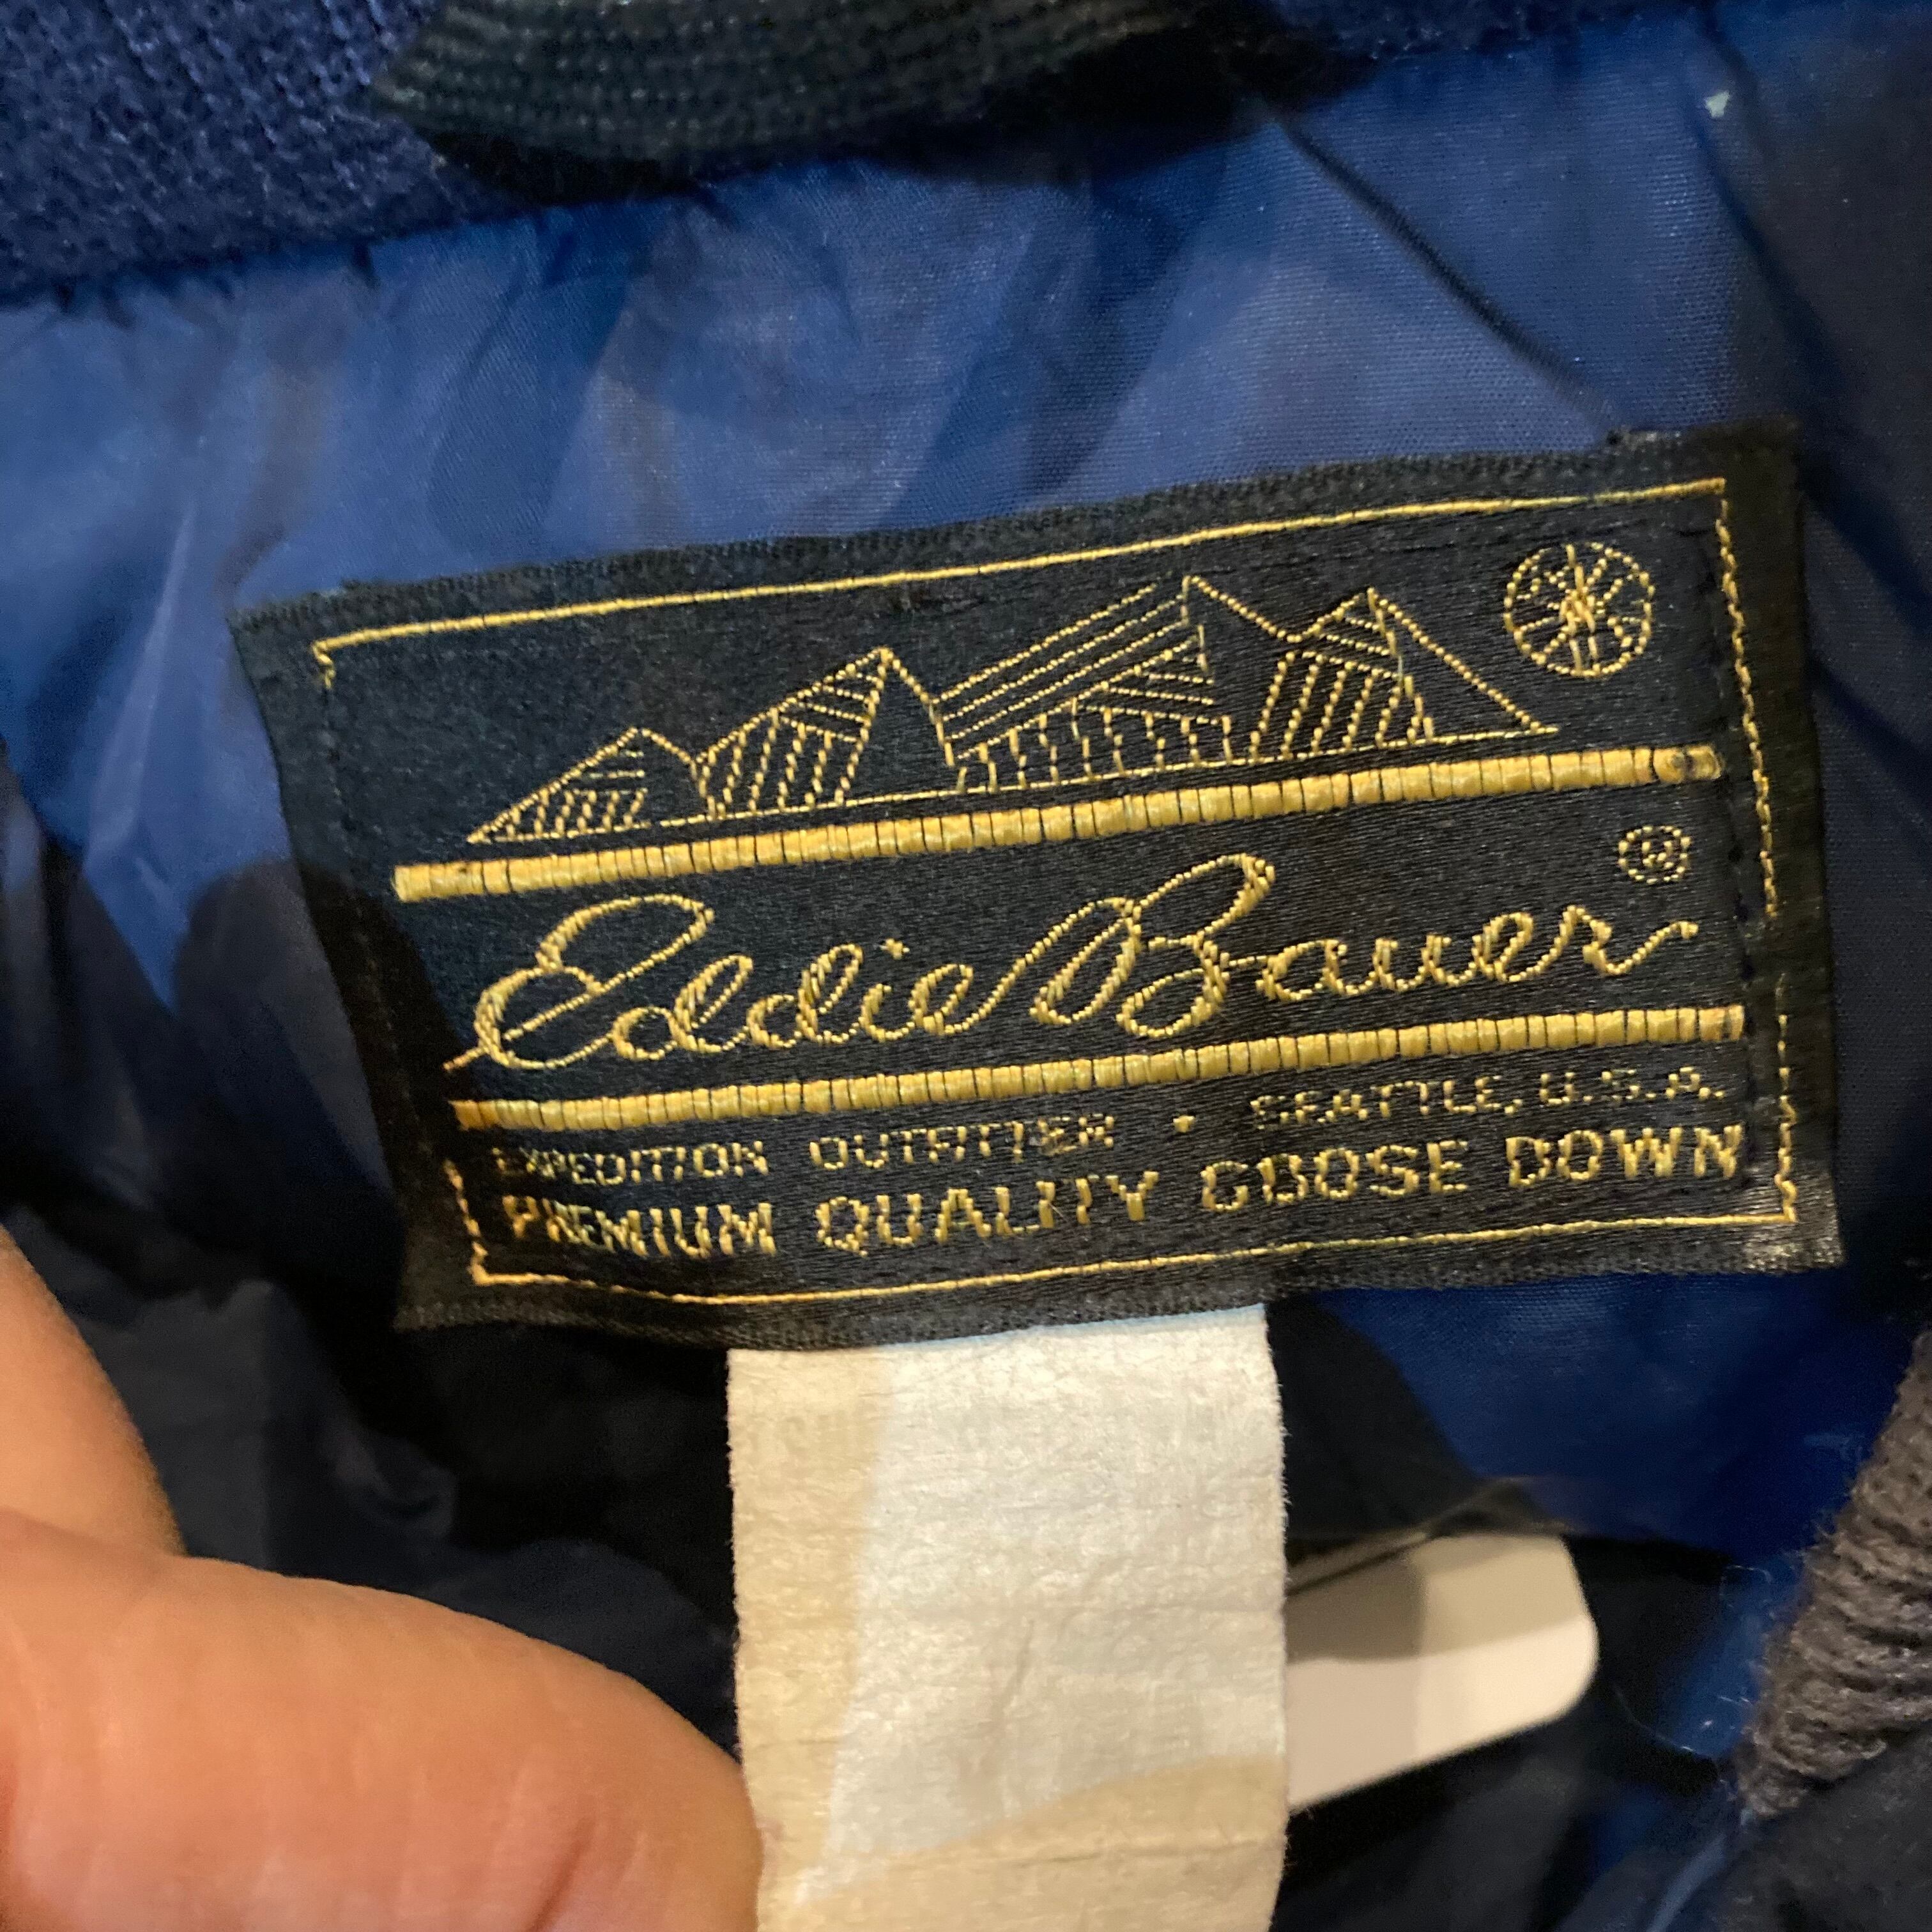 Eddie Bauer ®
EXPEDITION OUTFITTER • SEATTLE, U.S.A.
PREMIUM QUALITY GOOSE DOWN